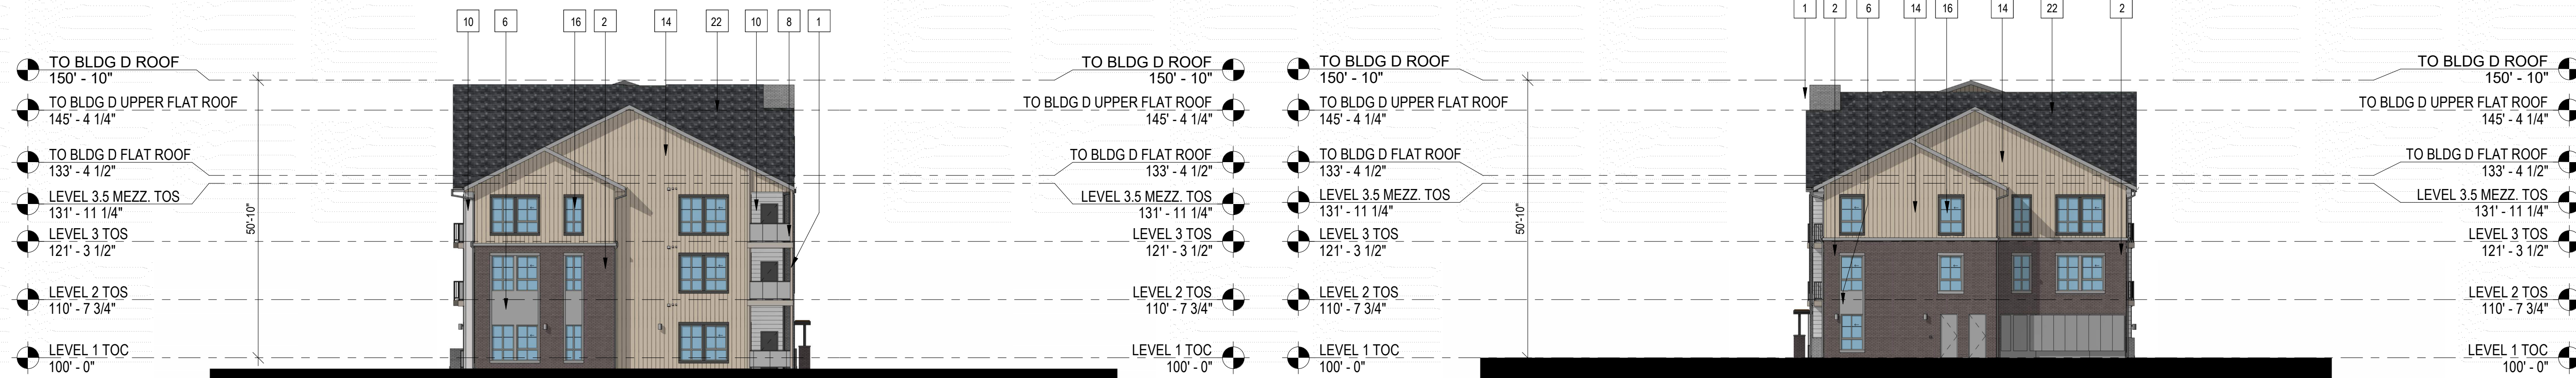 10 6 16 2 14 22 10 8 1
TO BLDG D ROOF
150' - 10"
TO BLDG D UPPER FLAT ROOF
145' - 4 1/4"
TO BLDG D FLAT ROOF
133' - 4 1/2"
LEVEL 3.5 MEZZ. TOS
131' - 11 1/4"
LEVEL 3 TOS
121' - 3 1/2"
LEVEL 2 TOS
110' - 7 3/4"
LEVEL 1 TOC
100' - 0"
50'-10"
TO BLDG D ROOF
150' - 10"
TO BLDG D UPPER FLAT ROOF
145' - 4 1/4"
TO BLDG D FLAT ROOF
133' - 4 1/2"
LEVEL 3.5 MEZZ. TOS
131' - 11 1/4"
LEVEL 3 TOS
121' - 3 1/2"
LEVEL 2 TOS
110' - 7 3/4"
LEVEL 1 TOC
100' - 0"
1 2 6 14 16 14 22 2
TO BLDG D ROOF
150' - 10"
TO BLDG D UPPER FLAT ROOF
145' - 4 1/4"
TO BLDG D FLAT ROOF
133' - 4 1/2"
LEVEL 3.5 MEZZ. TOS
131' - 11 1/4"
LEVEL 3 TOS
121' - 3 1/2"
LEVEL 2 TOS
110' - 7 3/4"
LEVEL 1 TOC
100' - 0"
50'-10"
TO BLDG D ROOF
150' - 10"
TO BLDG D UPPER FLAT ROOF
145' - 4 1/4"
TO BLDG D FLAT ROOF
133' - 4 1/2"
LEVEL 3.5 MEZZ. TOS
131' - 11 1/4"
LEVEL 3 TOS
121' - 3 1/2"
LEVEL 2 TOS
110' - 7 3/4"
LEVEL 1 TOC
100' - 0"